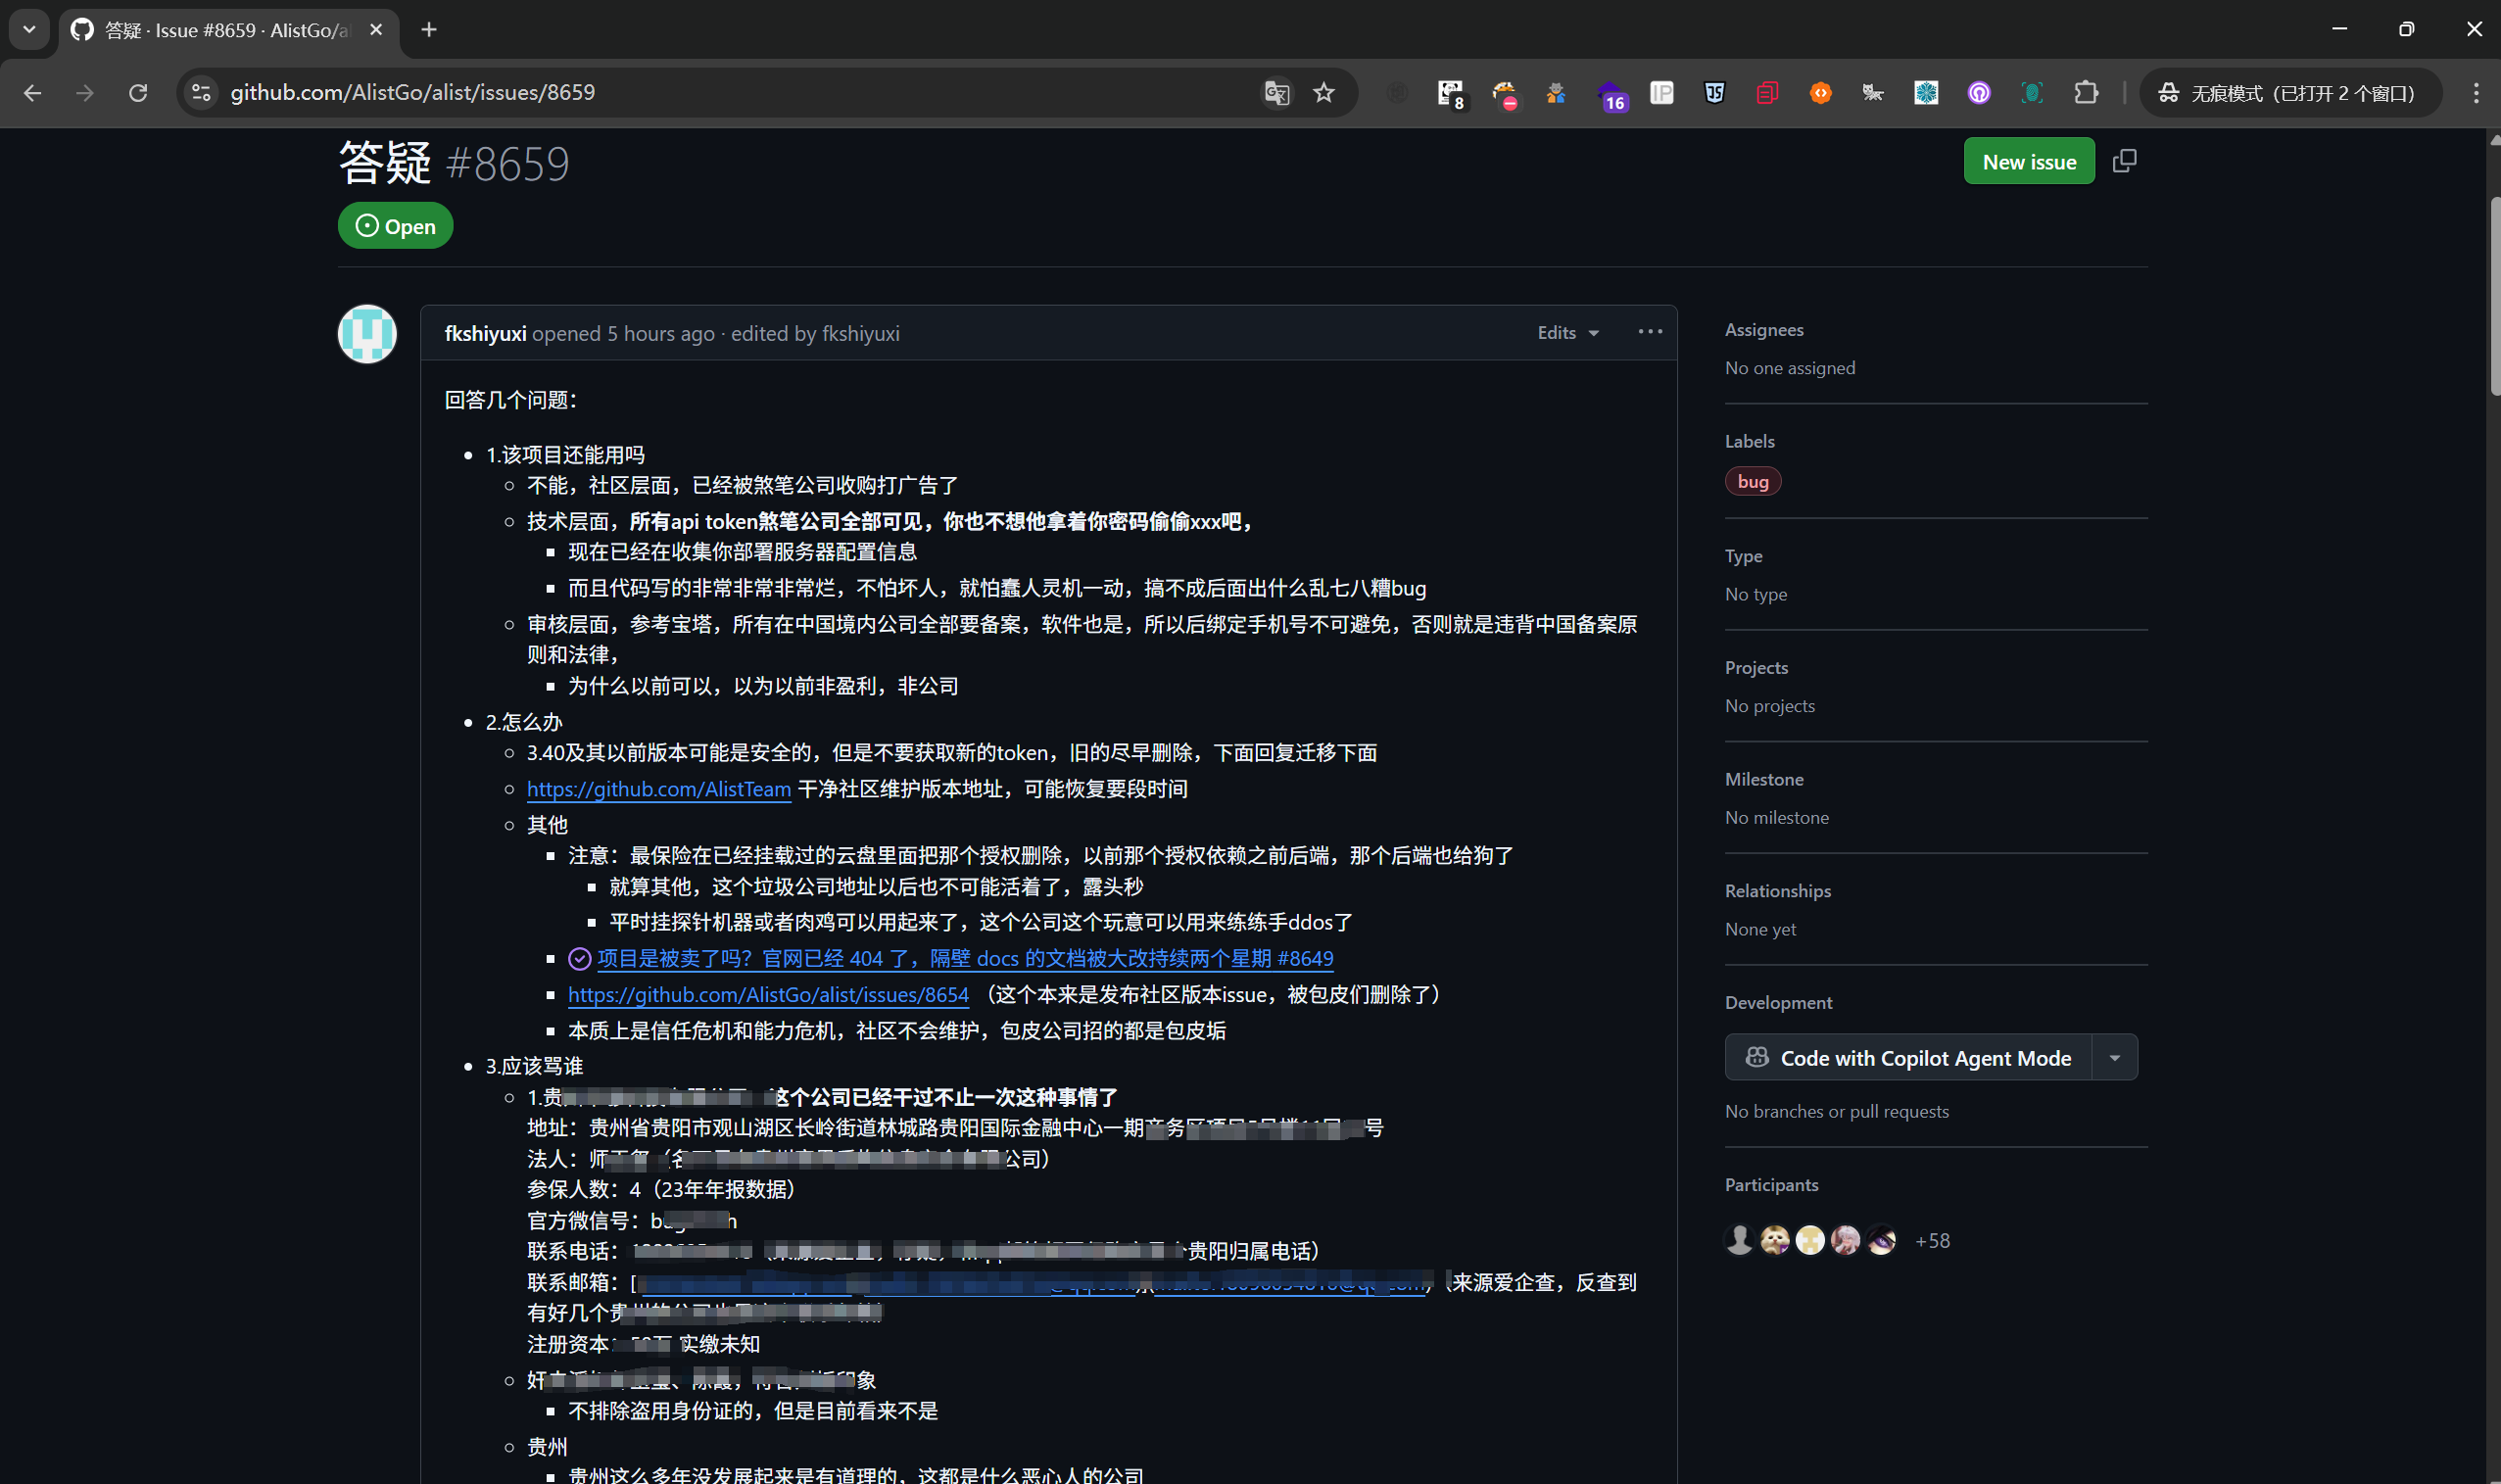 答疑 · Issue #8659 · AlistGo/al
github.com/AlistGo/alist/issues/8659
8
16
无痕模式（已打开 2 个窗口）
答疑 #8659
New issue
Open
fkshiyuxi opened 5 hours ago · edited by fkshiyuxi
Edits
回答几个问题：
1.该项目还能用吗
不能，社区层面，已经被煞笔公司收购打广告了
技术层面，所有api token煞笔公司全部可见，你也不想他拿着你密码偷偷xxx吧，
现在已经在收集你部署服务器配置信息
而且代码写的非常非常非常烂，不怕坏人，就怕蠢人灵机一动，搞不成后面出什么乱七八糟bug
审核层面，参考宝塔，所有在中国境内公司全部要备案，软件也是，所以后绑定手机号不可避免，否则就是违背中国备案原
则和法律，
为什么以前可以，以为以前非盈利，非公司
2.怎么办
3.40及其以前版本可能是安全的，但是不要获取新的token，旧的尽早删除，下面回复迁移下面
https://github.com/AlistTeam 干净社区维护版本地址，可能恢复要段时间
其他
注意：最保险在已经挂载过的云盘里面把那个授权删除，以前那个授权依赖之前后端，那个后端也给狗了
就算其他，这个垃圾公司地址以后也不可能活着了，露头秒
平时挂探针机器或者肉鸡可以用起来了，这个公司这个玩意可以用来练练手ddos了
项目是被卖了吗？官网已经 404 了，隔壁 docs 的文档被大改持续两个星期 #8649
https://github.com/AlistGo/alist/issues/8654 （这个本来是发布社区版本issue，被包皮们删除了）
本质上是信任危机和能力危机，社区不会维护，包皮公司招的都是包皮垢
3.应该骂谁
1.贵 这个公司已经干过不止一次这种事情了
地址：贵州省贵阳市观山湖区长岭街道林城路贵阳国际金融中心一期 号
法人：师 公司）
参保人数：4（23年年报数据）
官方微信号：
联系电话： 贵阳归属电话）
联系邮箱：[ 来源爱企查，反查到
有好几个贵
注册资本： 实缴未知
奸 象
不排除盗用身份证的，但是目前看来不是
贵州
贵州这么多年没发展起来是有道理的，这都是什么恶心人的公司
Assignees
No one assigned
Labels
bug
Type
No type
Projects
No projects
Milestone
No milestone
Relationships
None yet
Development
Code with Copilot Agent Mode
No branches or pull requests
Participants
+58